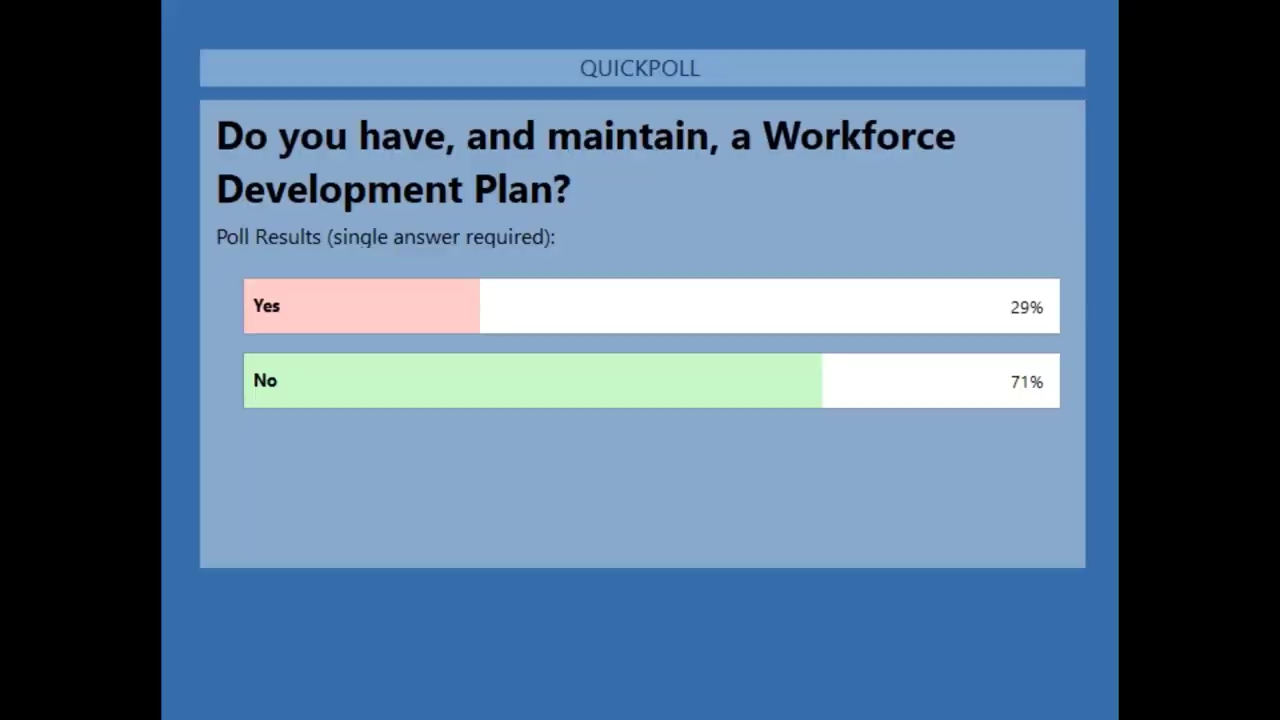 QUICKPOLL
Do you have, and maintain, a Workforce
Development Plan?
Poll Results (single answer required):
Yes 29%
No 71%